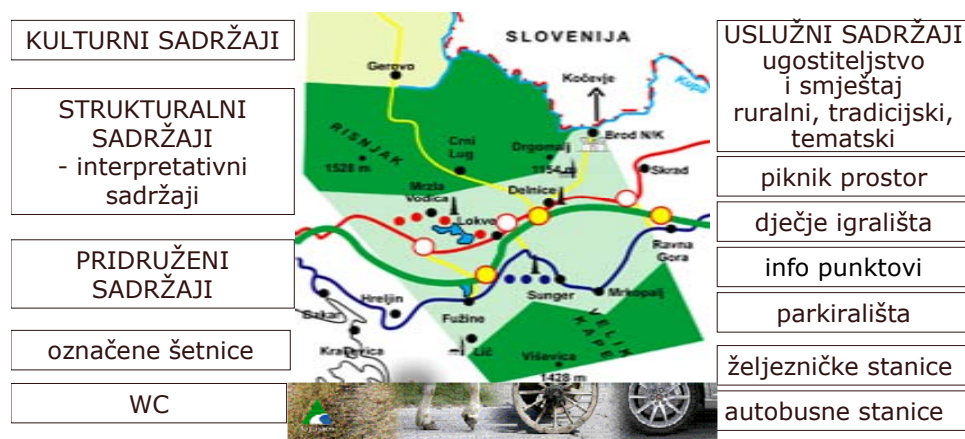 KULTURNI SADRŽAJI
STRUKTURALNI
SADRŽAJI
- interpretativni
sadržaji
PRIDRUŽENI
SADRŽAJI
označene šetnice
WC
SLOVENIJA
Gerovo
Kočevje
Kupa
RISNJAK
1528 m
Crni
Lug
Drgomalj
1154 m
Brod N/K
Skrad
Mrzla
Vodica
Delnice
Lokve
Ravna
Gora
Hreljin
Sunger
Mrkopalj
Bakar
Fužine
Kraljevica
Lič
VELIKA
KAPELA
Viševica
1428 m
USLUŽNI SADRŽAJI
ugostiteljstvo
i smještaj
ruralni, tradicijski,
tematski
piknik prostor
dječje igrališta
info punktovi
parkirališta
željezničke stanice
autobusne stanice